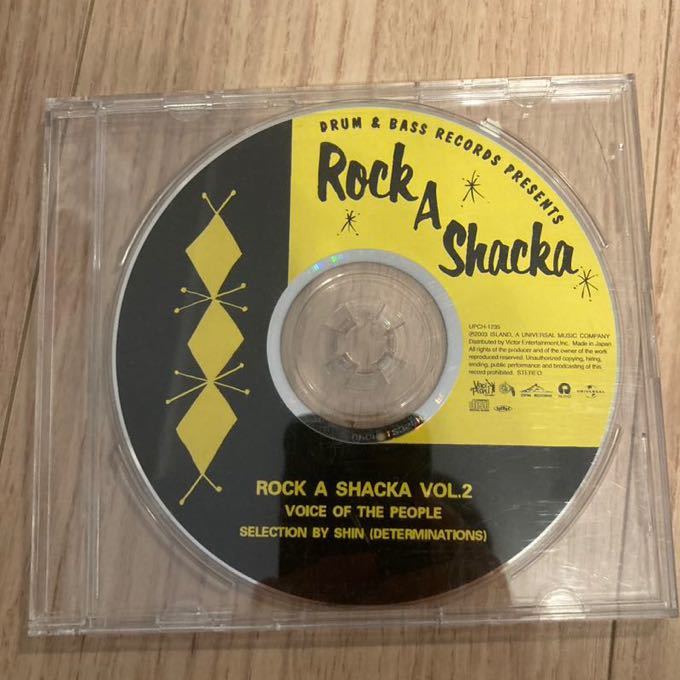 DRUM & BASS RECORDS PRESENTS
Rock A Shacka
UPCH-1235
℗2003 ISLAND, A UNIVERSAL MUSIC COMPANY
Distributed by Victor Entertainment,Inc. Made in Japan
All rights of the producer and of the owner of the work
reproduced reserved. Unauthorized copying, hiring,
lending, public performance and brodcasting of this
record prohibited. STEREO
UNIVERSAL
ROCK A SHACKA VOL.2
VOICE OF THE PEOPLE
SELECTION BY SHIN (DETERMINATIONS)